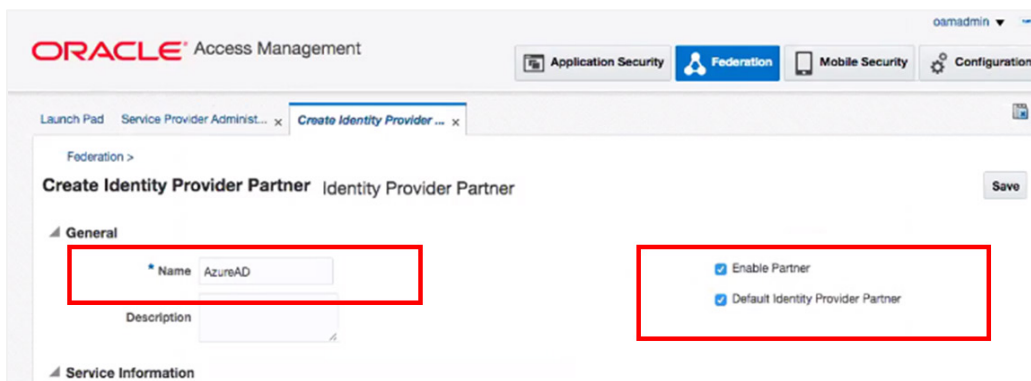 oamadmin
ORACLE® Access Management
Application Security
Federation
Mobile Security
Configuration
Launch Pad
Service Provider Administ... x
Create Identity Provider ... x
Federation >
Create Identity Provider Partner Identity Provider Partner
Save
General
* Name AzureAD
Enable Partner
Default Identity Provider Partner
Description
Service Information